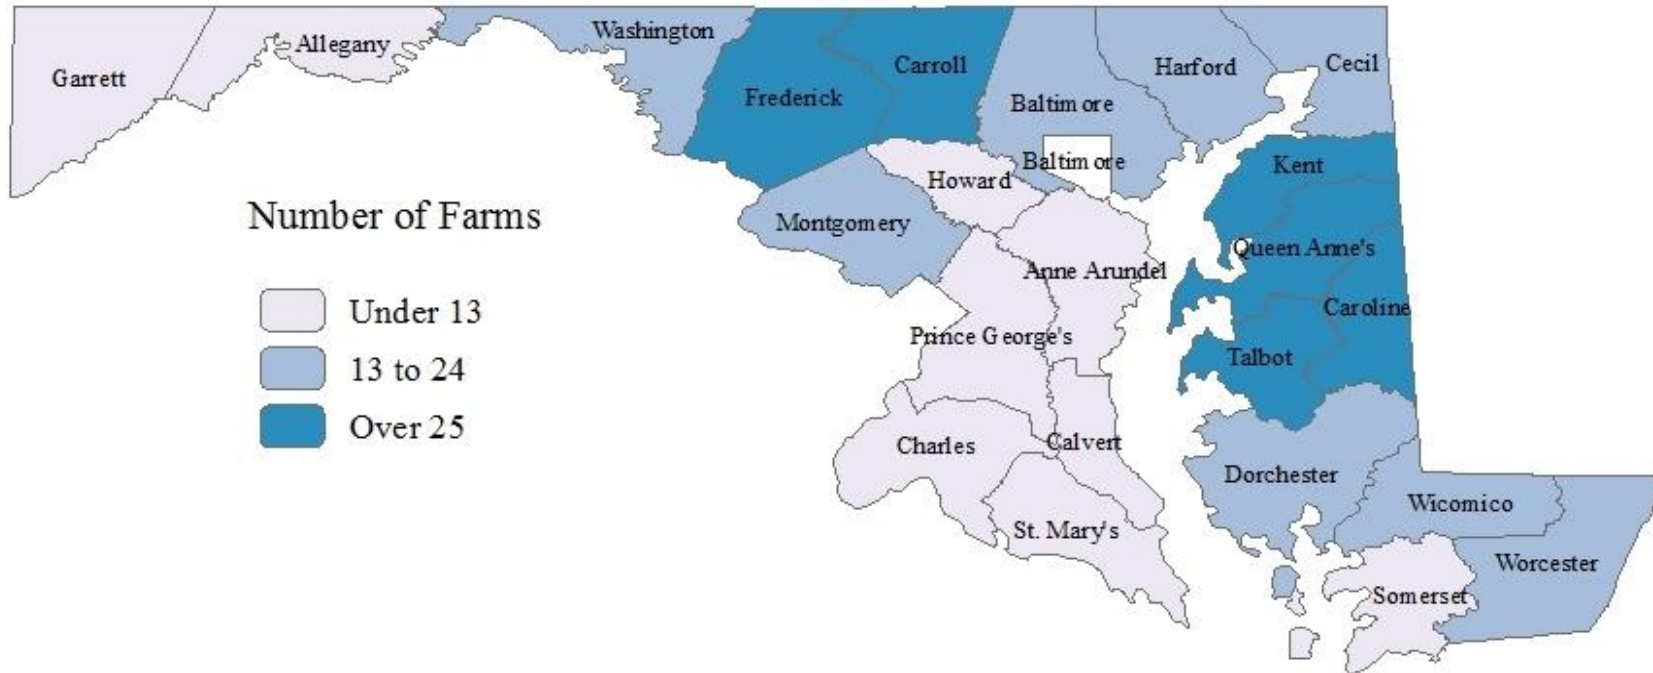 Washington
Allegany
Garrett
Carroll
Frederick
Harford
Cecil
Baltimore
Baltimore
Howard
Kent
Montgomery
Queen Anne's
Anne Arundel
Caroline
Prince George's
Talbot
Charles
Calvert
Dorchester
Wicomico
St. Mary's
Worcester
Somerset
Number of Farms
Under 13
13 to 24
Over 25